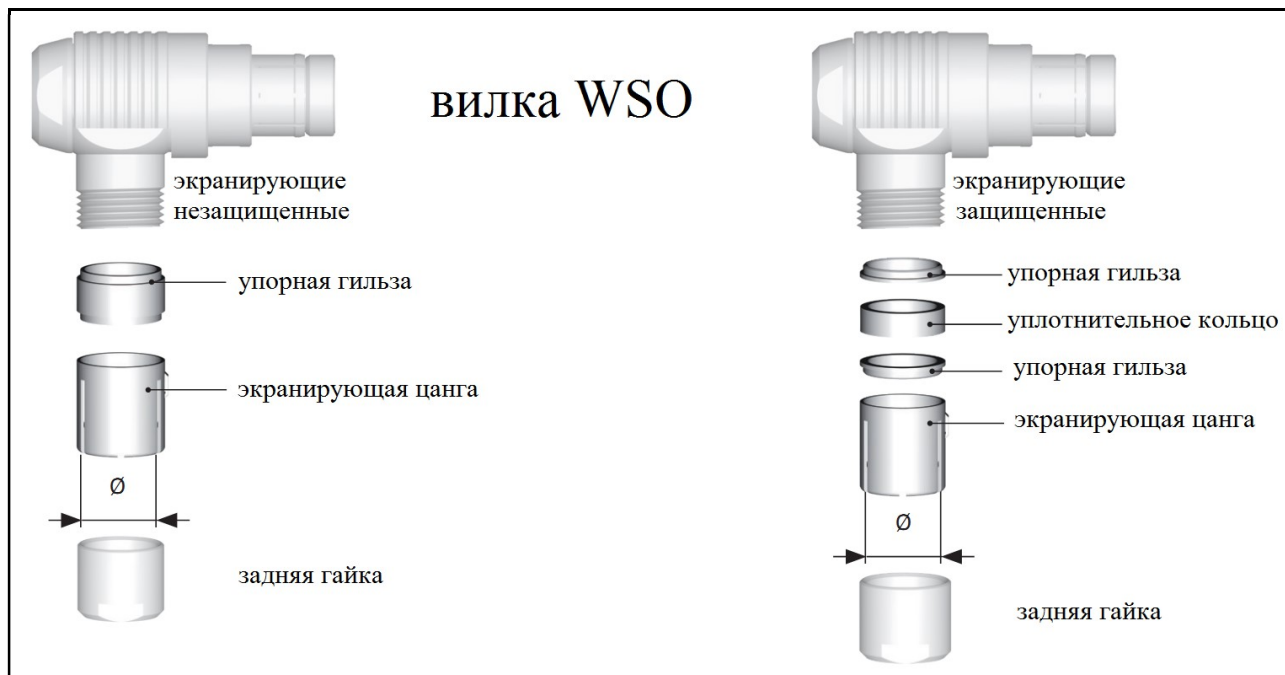 вилка WSO
экранирующие
незащищенные
упорная гильза
экранирующая цанга
Ø
задняя гайка
экранирующие
защищенные
упорная гильза
уплотнительное кольцо
упорная гильза
экранирующая цанга
Ø
задняя гайка